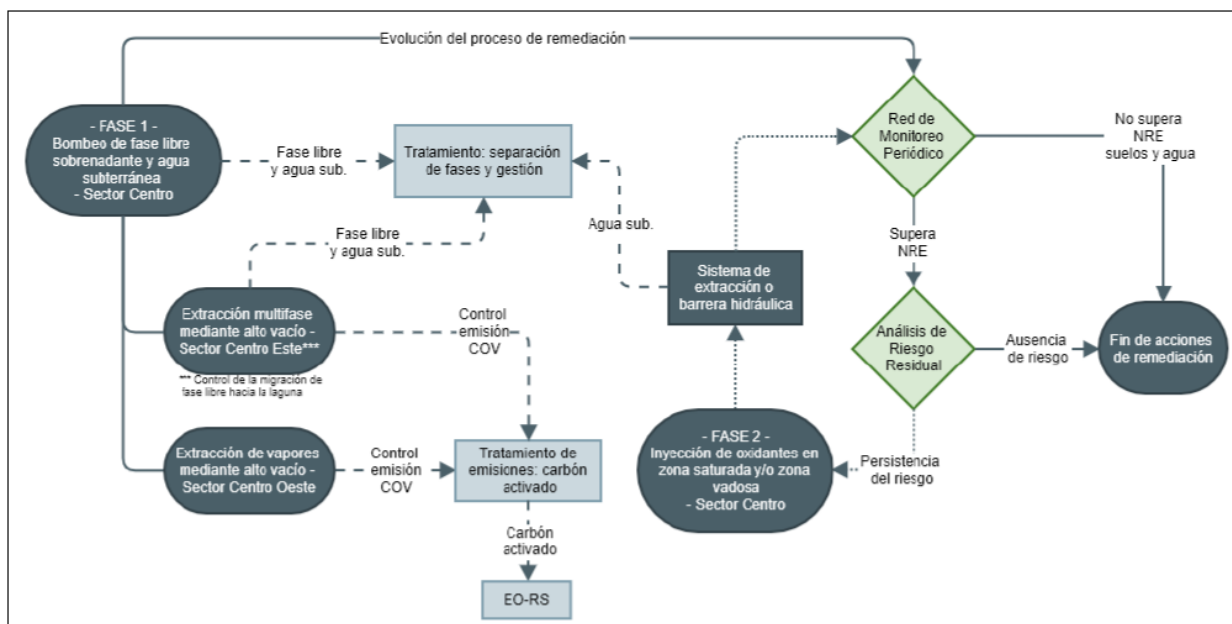 Evolución del proceso de remediación
- FASE 1 -
Bombeo de fase libre
sobrenadante y agua
subterránea
- Sector Centro
Fase libre
y agua sub.
Tratamiento: separación
de fases y gestión
Fase libre
y agua sub.
Agua sub.
Red de
Monitoreo
Periódico
No supera
NRE
suelos y agua
Supera
NRE
Sistema de
extracción o
barrera hidráulica
Extracción multifase
mediante alto vacío -
Sector Centro Este***
*** Control de la migración de
fase libre hacia la laguna
Control
emisión
COV
Análisis de
Riesgo
Residual
Ausencia
de riesgo
Fin de acciones
de remediación
Extracción de vapores
mediante alto vacío -
Sector Centro Oeste
Control
emisión
COV
Tratamiento de
emisiones: carbón
activado
- FASE 2 -
Inyección de oxidantes en
zona saturada y/o zona
vadosa
- Sector Centro
Persistencia
del riesgo
Carbón
activado
EO-RS